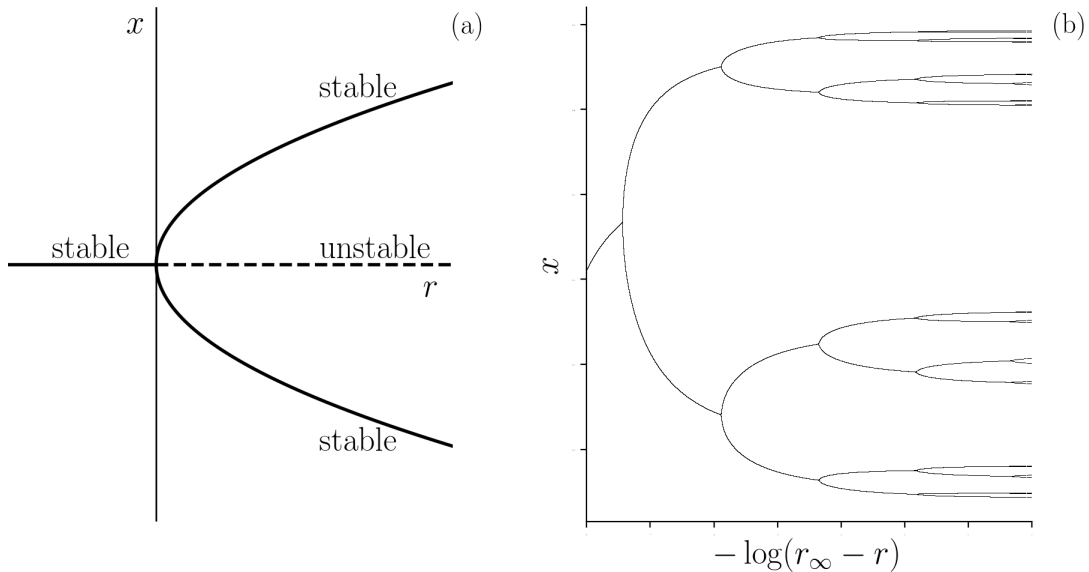 x
(a)
stable
stable
unstable
r
stable
(b)
x
− log(r∞ − r)